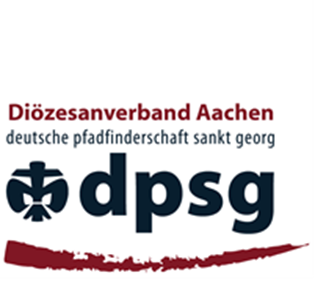 Diözesanverband Aachen
deutsche pfadfinderschaft sankt georg
dpsg